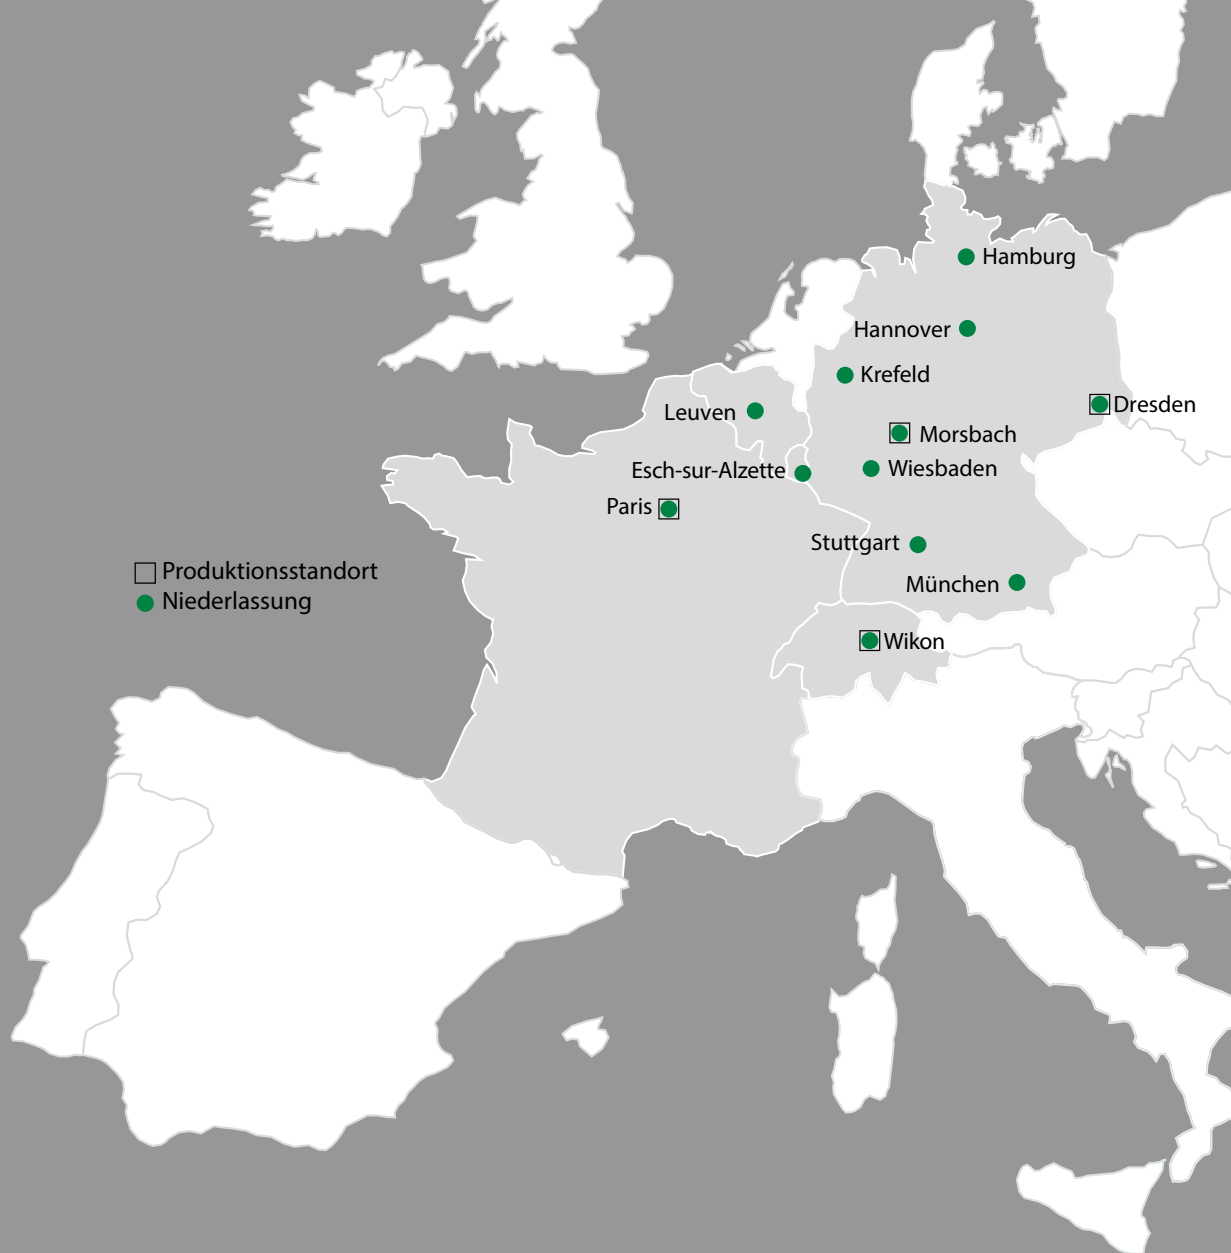 Hamburg
Hannover
Krefeld
Leuven
Dresden
Morsbach
Esch-sur-Alzette
Wiesbaden
Paris
Stuttgart
Produktionsstandort
München
Niederlassung
Wikon